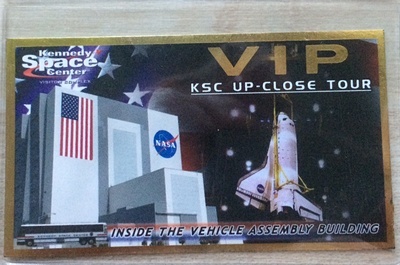 Kennedy
Space
Center
VISITOR COMPLEX
VIP
KSC UP-CLOSE TOUR
NASA
INSIDE THE VEHICLE ASSEMBLY BUILDING